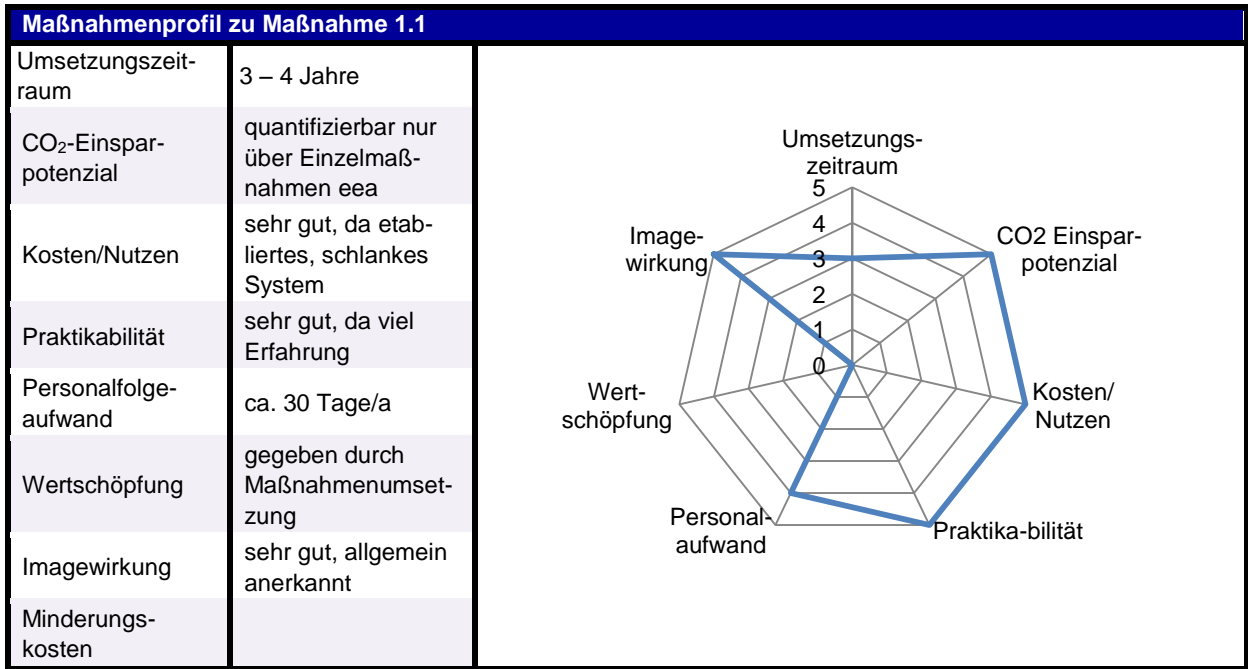 Maßnahmenprofil zu Maßnahme 1.1
Umsetzungszeit-
raum
3 – 4 Jahre
CO₂-Einspar-
potenzial
quantifizierbar nur
über Einzelmaß-
nahmen eea
Kosten/Nutzen
sehr gut, da etab-
liertes, schlankes
System
Praktikabilität
sehr gut, da viel
Erfahrung
Personalfolge-
aufwand
ca. 30 Tage/a
Wertschöpfung
gegeben durch
Maßnahmenumset-
zung
Imagewirkung
sehr gut, allgemein
anerkannt
Minderungs-
kosten
Umsetzungs-
zeitraum
5
4
3
2
1
0
CO2 Einspar-
potenzial
Kosten/
Nutzen
Praktika-bilität
Personal-
aufwand
Wert-
schöpfung
Image-
wirkung